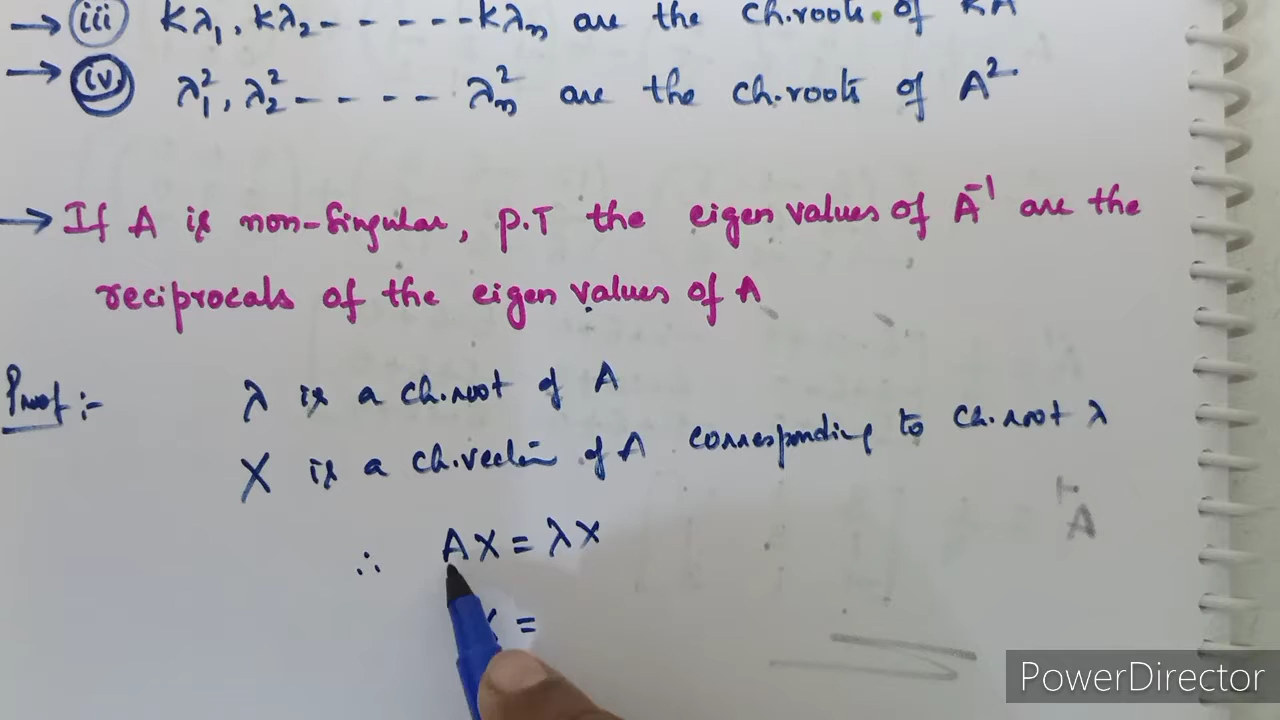 → (iii) kλ₁, kλ₂ - - - - - - kλₙ are the ch.roots of kA
→ (iv) λ₁², λ₂² - - - - - λₙ² are the ch.roots of A²
→ If A is non-singular, P.T the eigen values of A⁻¹ are the
reciprocals of the eigen values of A
Proof :- λ is a ch.root of A
X is a ch.vector of A corresponding to ch.root λ
∴ AX = λX
X =
PowerDirector